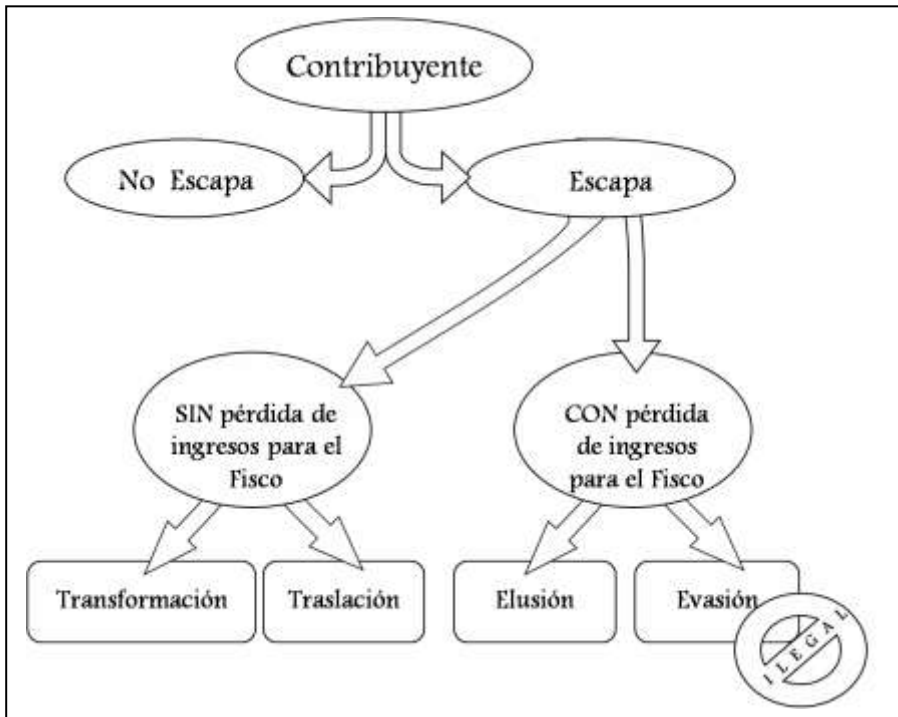 Contribuyente
No Escapa
Escapa
SIN pérdida de
ingresos para el
Fisco
CON pérdida
de ingresos
para el Fisco
Transformación
Traslación
Elusión
Evasión
ILEGAL